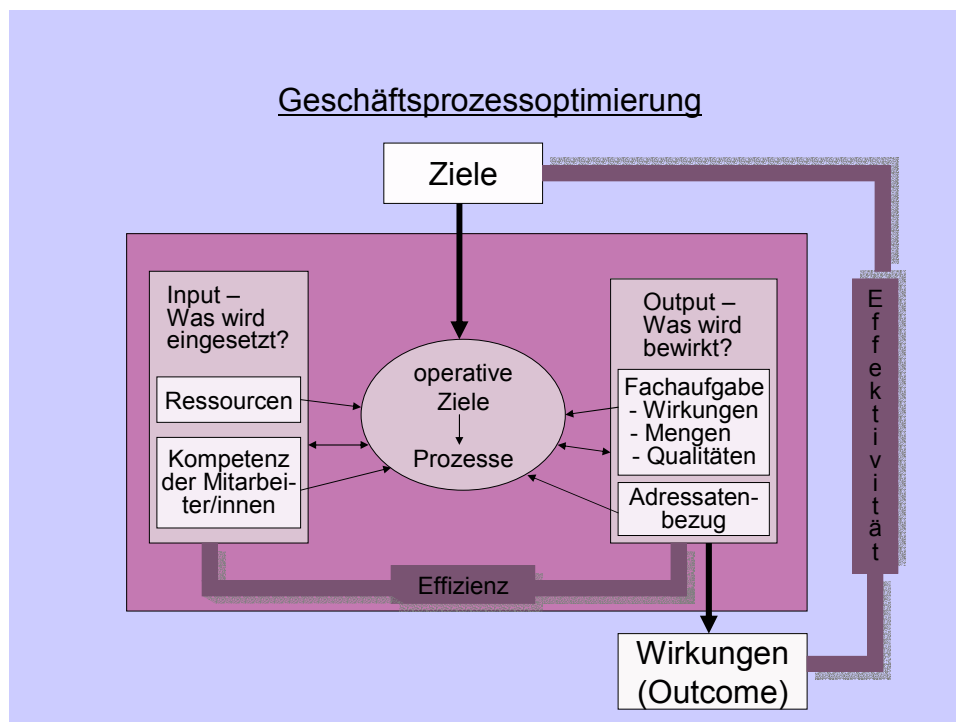 Geschäftsprozessoptimierung
Ziele
Input –
Was wird
eingesetzt?
Ressourcen
Kompetenz
der Mitarbei-
ter/innen
operative
Ziele
Prozesse
Output –
Was wird
bewirkt?
Fachaufgabe
- Wirkungen
- Mengen
- Qualitäten
Adressaten-
bezug
Effizienz
Effektivität
Wirkungen
(Outcome)